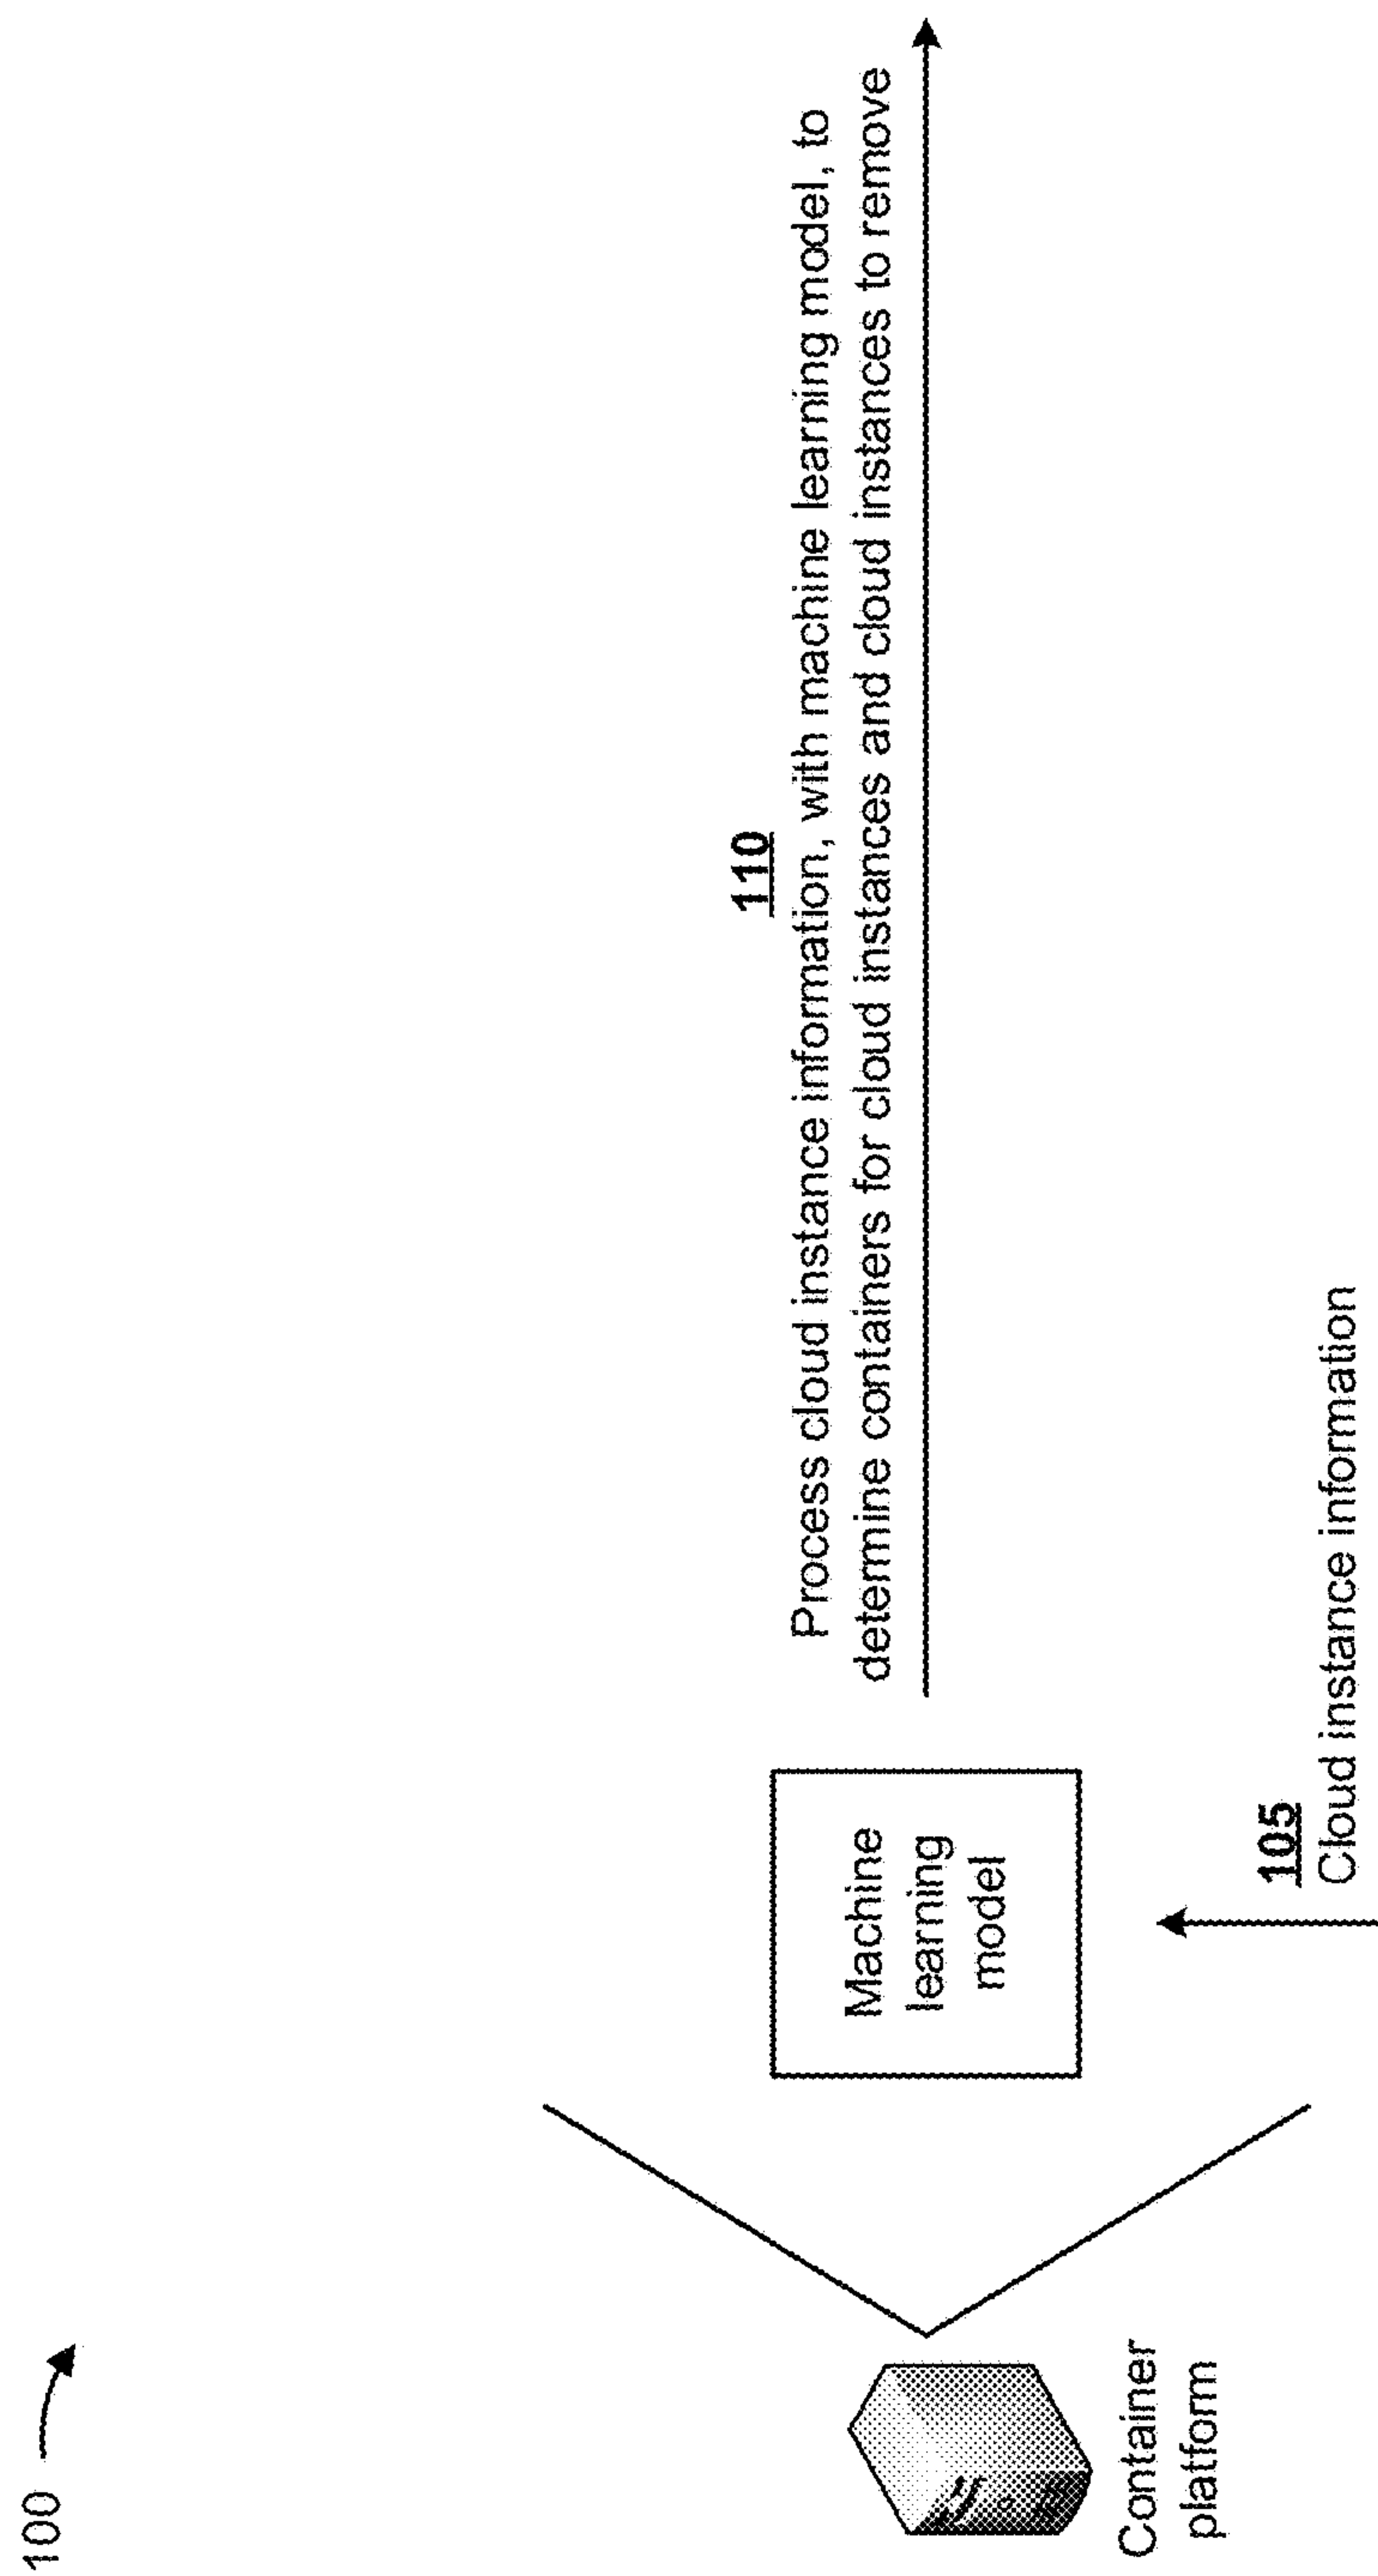 100
110
Process cloud instance information, with machine learning model, to
determine containers for cloud instances and cloud instances to remove
Machine
learning
model
Container
platform
105
Cloud instance information